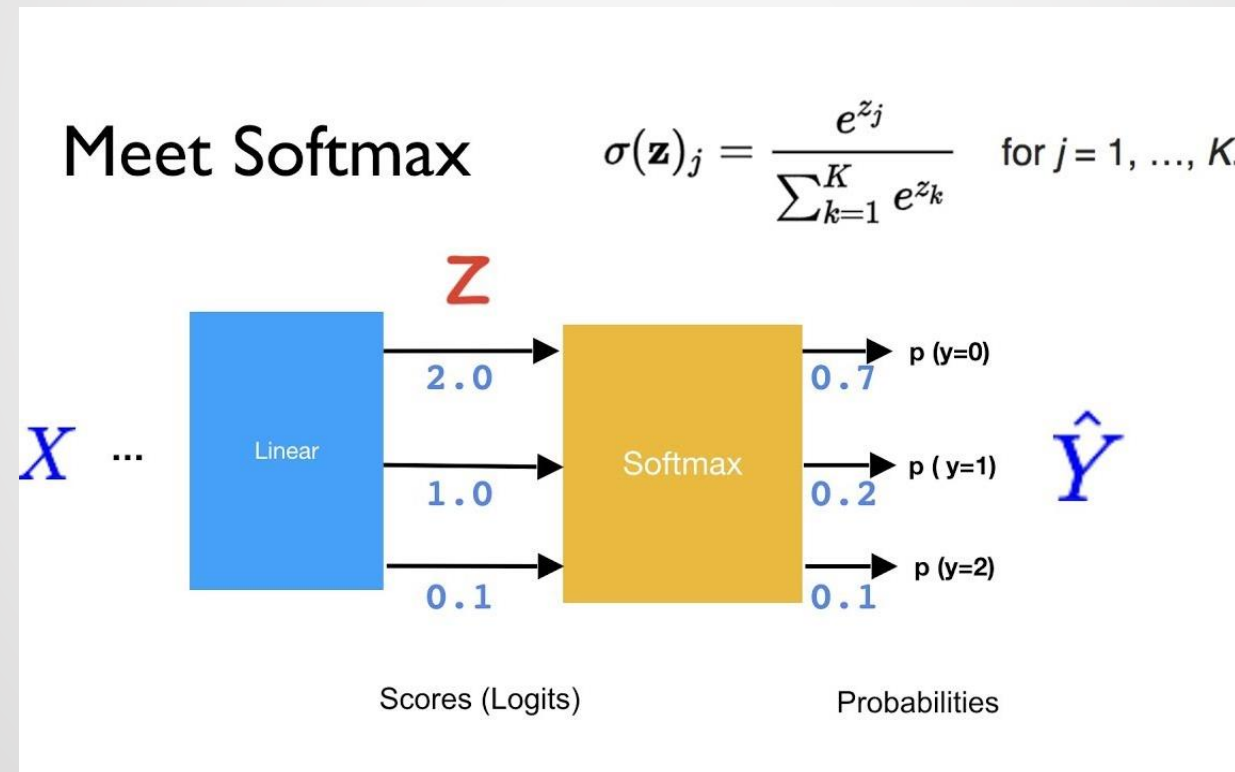 Meet Softmax
σ(z)_j = e^{z_j} / ∑_{k=1}^{K} e^{z_k} for j = 1, ..., K.
Z
2.0
1.0
0.1
X ...
Linear
Softmax
0.7 p (y=0)
0.2 p ( y=1)
0.1 p (y=2)
Ŷ
Scores (Logits)
Probabilities